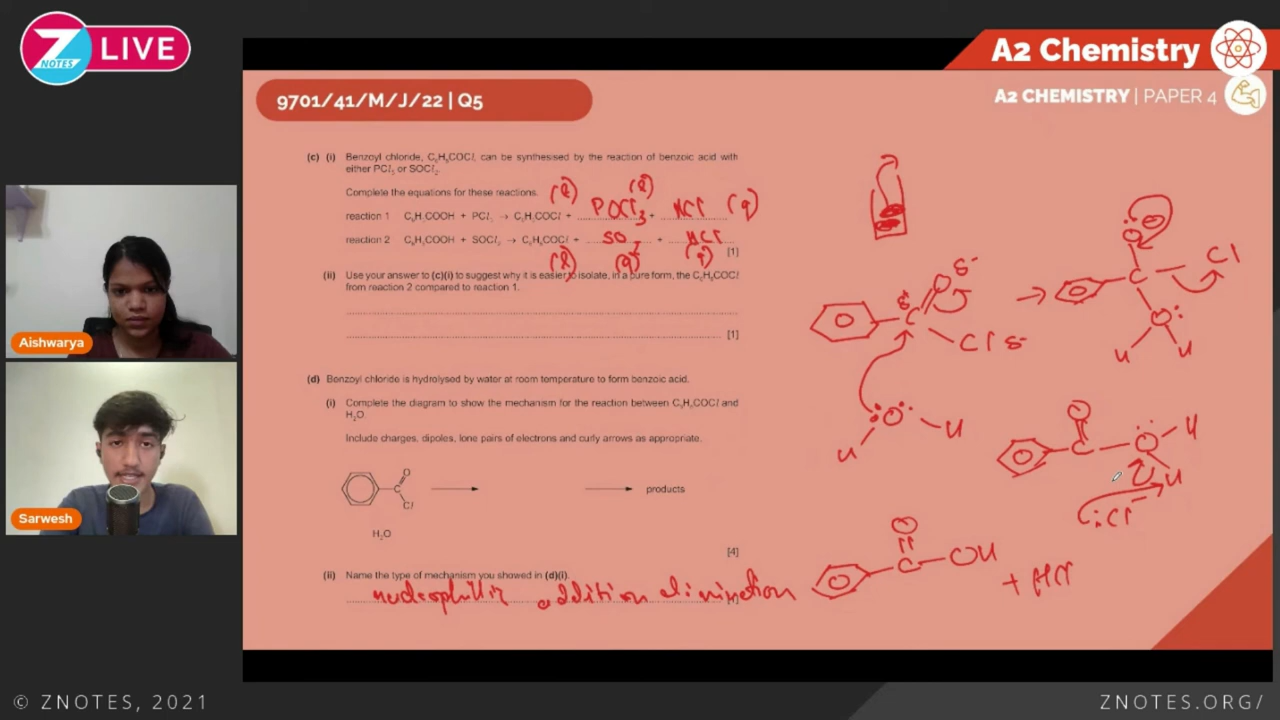 Z NOTES LIVE
A2 Chemistry
9701/41/M/J/22 | Q5
A2 CHEMISTRY | PAPER 4
(c) (i) Benzoyl chloride, C₆H₅COCl, can be synthesised by the reaction of benzoic acid with
either PCl₅ or SOCl₂.
Complete the equations for these reactions.
(l) (l)
reaction 1 C₆H₅COOH + PCl₅ → C₆H₅COCl + POCl₃ + HCl (g)
reaction 2 C₆H₅COOH + SOCl₂ → C₆H₅COCl + SO₂ + HCl
(l) (g) (g) [1]
(ii) Use your answer to (c)(i) to suggest why it is easier to isolate, in a pure form, the C₆H₅COCl
from reaction 2 compared to reaction 1.
[1]
(d) Benzoyl chloride is hydrolysed by water at room temperature to form benzoic acid.
(i) Complete the diagram to show the mechanism for the reaction between C₆H₅COCl and
H₂O.
Include charges, dipoles, lone pairs of electrons and curly arrows as appropriate.
O
C
Cl
products
H₂O
[4]
(ii) Name the type of mechanism you showed in (d)(i).
nucleophilic addition elimination
O δ-
δ+ C
Cl δ-
O
H H
O -
C Cl
O
H H
O
C O H
H
:Cl-
O
C OH
+ HCl
Aishwarya
Sarwesh
© ZNOTES, 2021
ZNOTES.ORG/